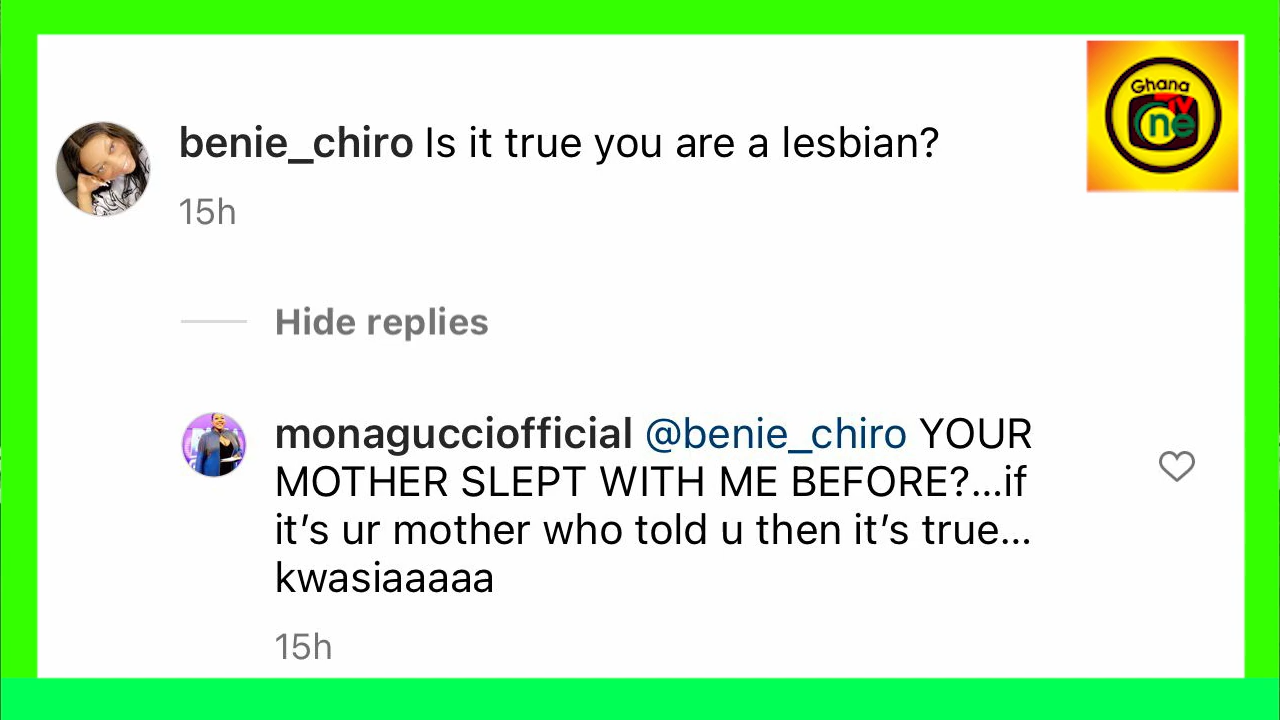 Ghana
TV
One
benie_chiro Is it true you are a lesbian?
15h
Hide replies
monagucciofficial @benie_chiro YOUR
MOTHER SLEPT WITH ME BEFORE?...if
it’s ur mother who told u then it’s true...
kwasiaaaaa
15h